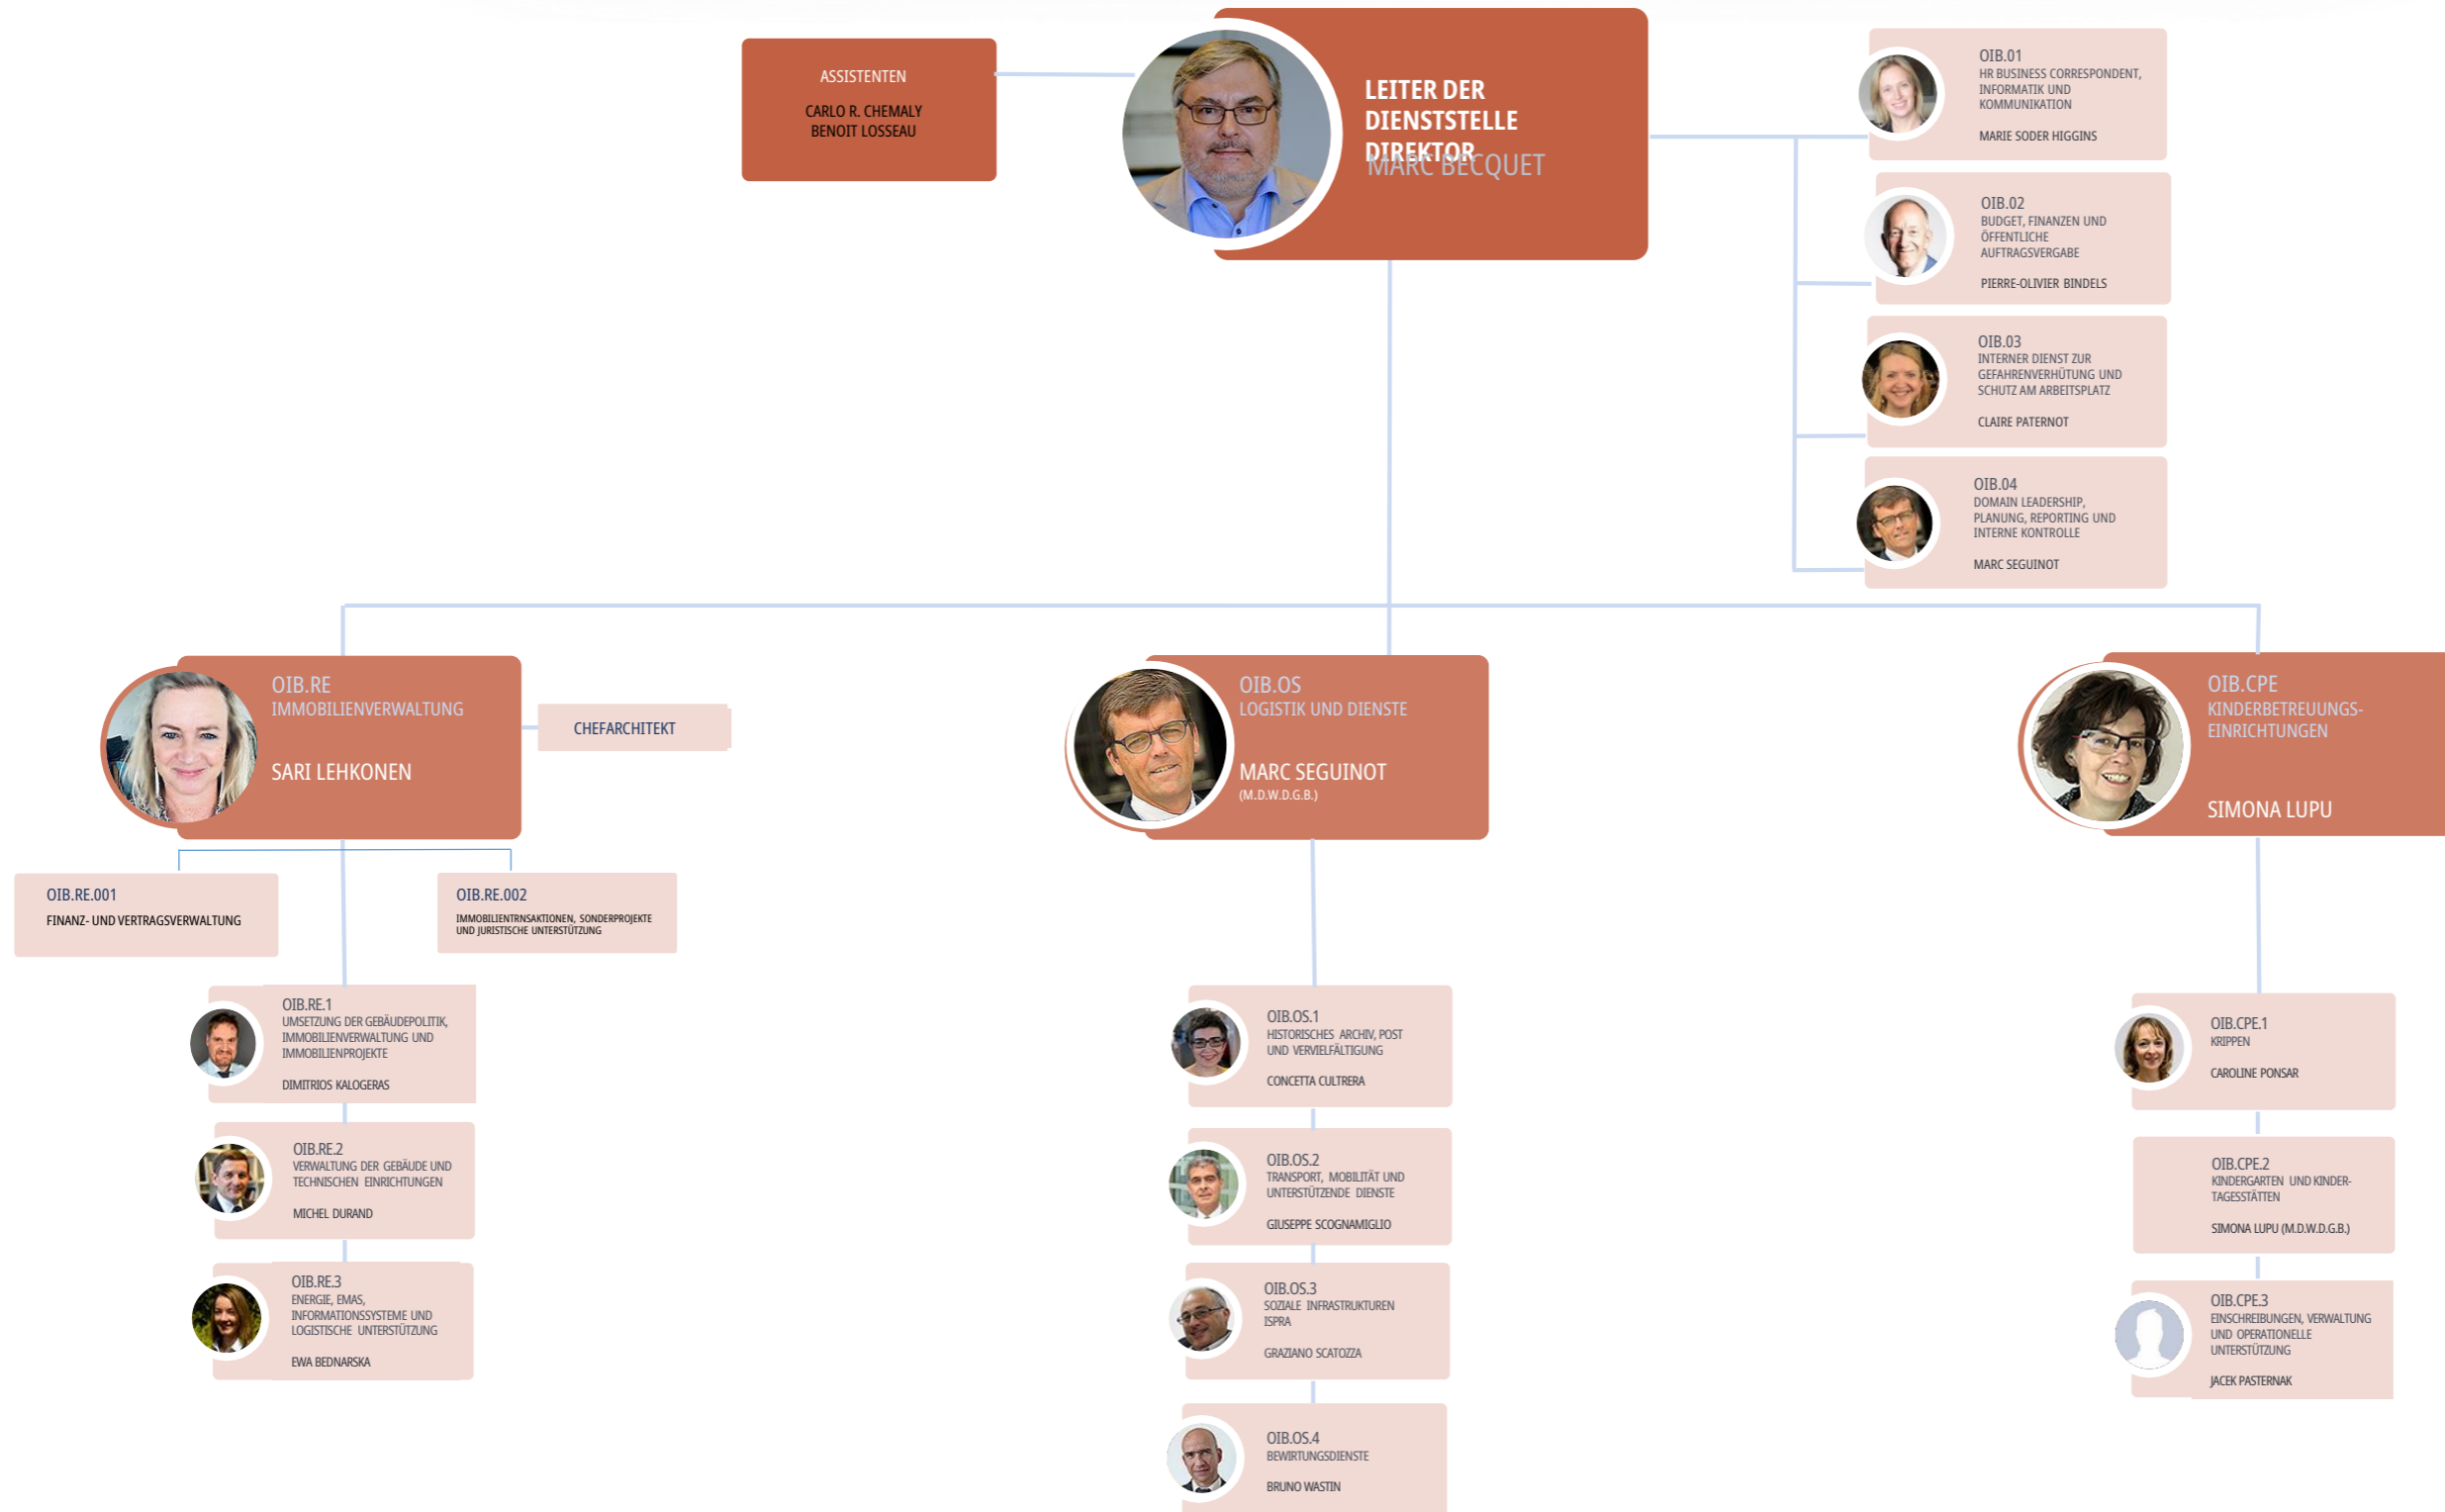 ASSISTENTEN
CARLO R. CHEMALY
BENOIT LOSSEAU
LEITER DER
DIENSTSTELLE
DIREKTOR
MARC BECQUET
OIB.01
HR BUSINESS CORRESPONDENT,
INFORMATIK UND
KOMMUNIKATION
MARIE SODER HIGGINS
OIB.02
BUDGET, FINANZEN UND
ÖFFENTLICHE
AUFTRAGSVERGABE
PIERRE-OLIVIER BINDELS
OIB.03
INTERNER DIENST ZUR
GEFAHRENVERHÜTUNG UND
SCHUTZ AM ARBEITSPLATZ
CLAIRE PATERNOT
OIB.04
DOMAIN LEADERSHIP,
PLANUNG, REPORTING UND
INTERNE KONTROLLE
MARC SEGUINOT
OIB.RE
IMMOBILIENVERWALTUNG
SARI LEHKONEN
CHEFARCHITEKT
OIB.OS
LOGISTIK UND DIENSTE
MARC SEGUINOT
(M.D.W.D.G.B.)
OIB.CPE
KINDERBETREUUNGS-
EINRICHTUNGEN
SIMONA LUPU
OIB.RE.001
FINANZ- UND VERTRAGSVERWALTUNG
OIB.RE.002
IMMOBILIENTRNSAKTIONEN, SONDERPROJEKTE
UND JURISTISCHE UNTERSTÜTZUNG
OIB.RE.1
UMSETZUNG DER GEBÄUDEPOLITIK,
IMMOBILIENVERWALTUNG UND
IMMOBILIENPROJEKTE
DIMITRIOS KALOGERAS
OIB.RE.2
VERWALTUNG DER GEBÄUDE UND
TECHNISCHEN EINRICHTUNGEN
MICHEL DURAND
OIB.RE.3
ENERGIE, EMAS,
INFORMATIONSSYSTEME UND
LOGISTISCHE UNTERSTÜTZUNG
EWA BEDNARSKA
OIB.OS.1
HISTORISCHES ARCHIV, POST
UND VERVIELFÄLTIGUNG
CONCETTA CULTRERA
OIB.OS.2
TRANSPORT, MOBILITÄT UND
UNTERSTÜTZENDE DIENSTE
GIUSEPPE SCOGNAMIGLIO
OIB.OS.3
SOZIALE INFRASTRUKTUREN
ISPRA
GRAZIANO SCATOZZA
OIB.OS.4
BEWIRTUNGSDIENSTE
BRUNO WASTIN
OIB.CPE.1
KRIPPEN
CAROLINE PONSAR
OIB.CPE.2
KINDERGARTEN UND KINDER-
TAGESSTÄTTEN
SIMONA LUPU (M.D.W.D.G.B.)
OIB.CPE.3
EINSCHREIBUNGEN, VERWALTUNG
UND OPERATIONELLE
UNTERSTÜTZUNG
JACEK PASTERNAK